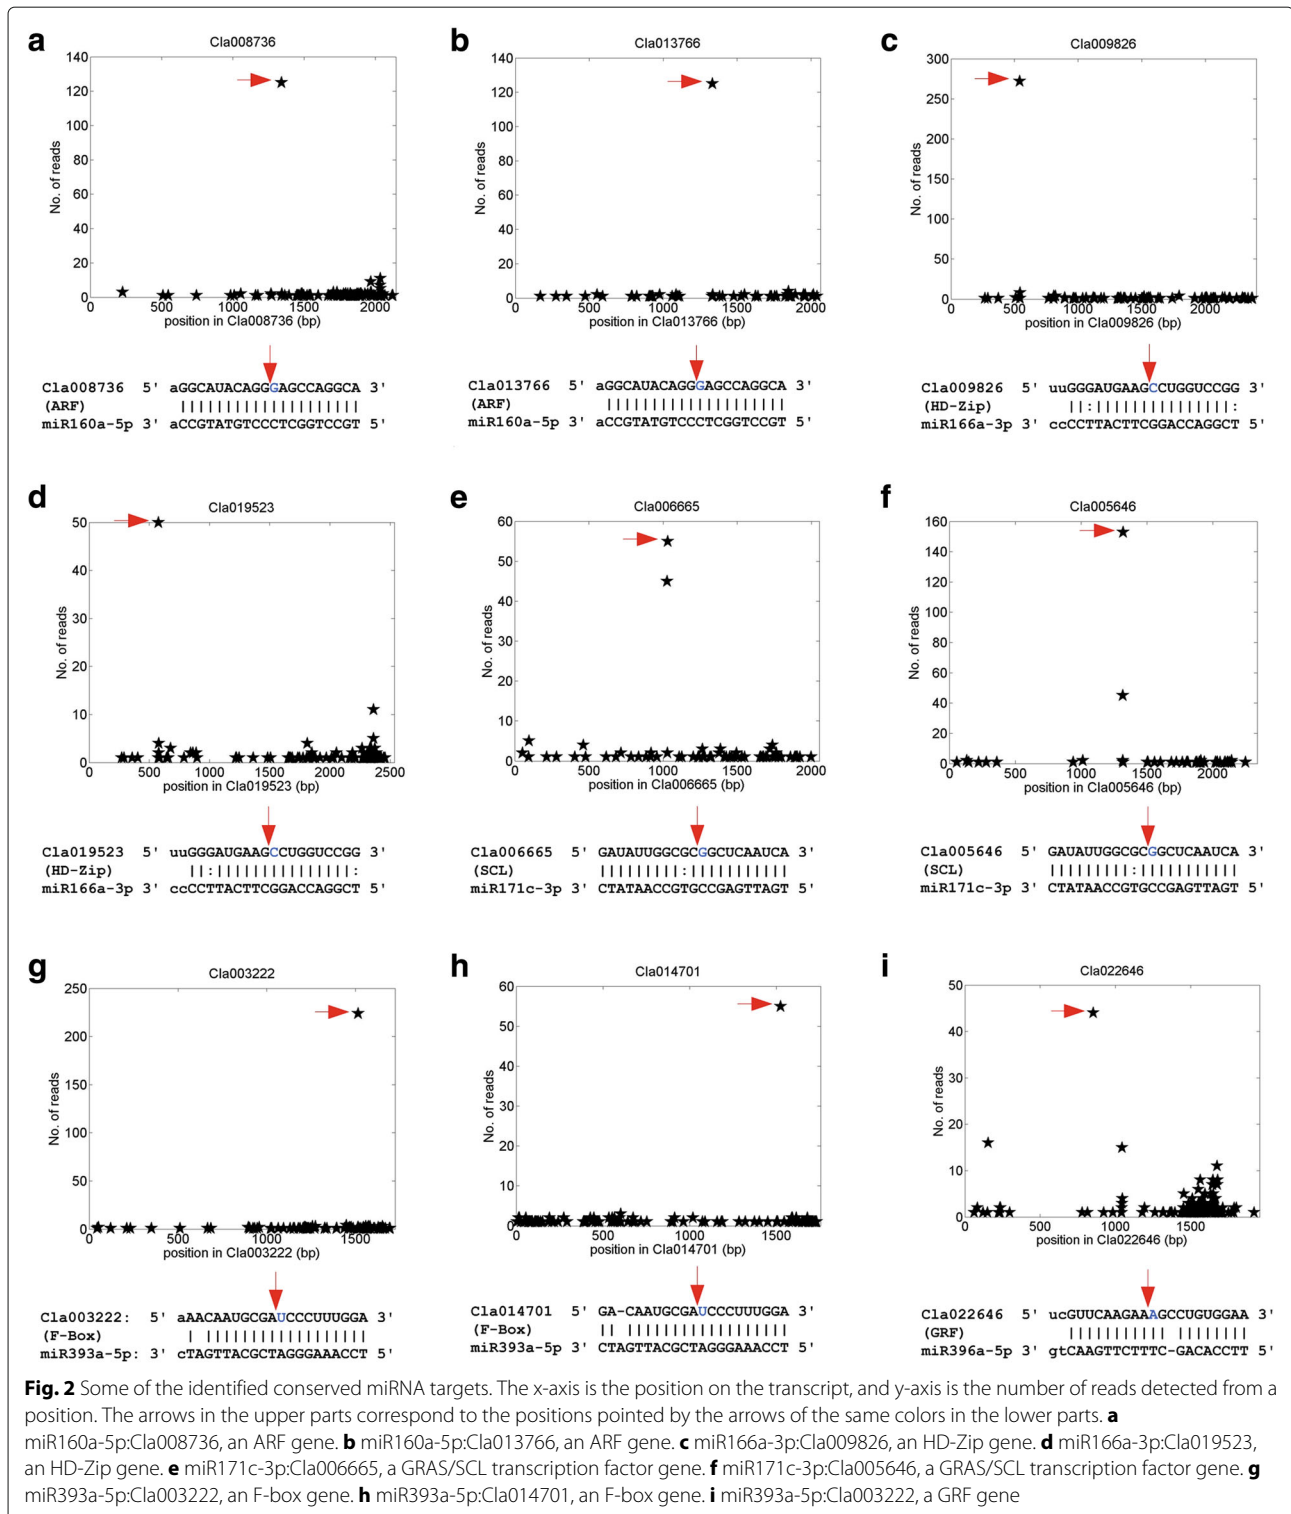 a
Cla008736
140
120
100
80
60
40
20
0
No. of reads
0 500 1000 1500 2000
position in Cla008736 (bp)
Cla008736 5' aGGCAUACAGGGAGCCAGGCA 3'
(ARF) ||||||||||||||||||||
miR160a-5p 3' aCCGTATGTCCCTCGGTCCGT 5'
b
Cla013766
140
120
100
80
60
40
20
0
No. of reads
0 500 1000 1500 2000
position in Cla013766 (bp)
Cla013766 5' aGGCAUACAGGGAGCCAGGCA 3'
(ARF) ||||||||||||||||||||
miR160a-5p 3' aCCGTATGTCCCTCGGTCCGT 5'
c
Cla009826
300
250
200
150
100
50
0
No. of reads
0 500 1000 1500 2000
position in Cla009826 (bp)
Cla009826 5' uuGGGAUGAAGCCUGGUCCGG 3'
(HD-Zip) ||:|||||||||||||||:
miR166a-3p 3' ccCCTTACTTCGGACCAGGCT 5'
d
Cla019523
50
40
30
20
10
0
No. of reads
0 500 1000 1500 2000 2500
position in Cla019523 (bp)
Cla019523 5' uuGGGAUGAAGCCUGGUCCGG 3'
(HD-Zip) ||:|||||||||||||||:
miR166a-3p 3' ccCCTTACTTCGGACCAGGCT 5'
e
Cla006665
60
50
40
30
20
10
0
No. of reads
0 500 1000 1500 2000
position in Cla006665 (bp)
Cla006665 5' GAUAUUGGCGCGGCUCAAUCA 3'
(SCL) |||||||||:|||||||||||
miR171c-3p 3' CTATAACCGTGCCGAGTTAGT 5'
f
Cla005646
160
140
120
100
80
60
40
20
0
No. of reads
0 500 1000 1500 2000
position in Cla005646 (bp)
Cla005646 5' GAUAUUGGCGCGGCUCAAUCA 3'
(SCL) |||||||||:|||||||||||
miR171c-3p 3' CTATAACCGTGCCGAGTTAGT 5'
g
Cla003222
250
200
150
100
50
0
No. of reads
0 500 1000 1500
position in Cla003222 (bp)
Cla003222: 5' aAACAAUGCGAUCCCUUUGGA 3'
(F-Box) | ||||||||||||||||||
miR393a-5p: 3' cTAGTTACGCTAGGGAAACCT 5'
h
Cla014701
60
50
40
30
20
10
0
No. of reads
0 500 1000 1500
position in Cla014701 (bp)
Cla014701 5' GA-CAAUGCGAUCCCUUUGGA 3'
(F-Box) || ||||||||||||||||||
miR393a-5p 3' CTAGTTACGCTAGGGAAACCT 5'
i
Cla022646
50
40
30
20
10
0
No. of reads
0 500 1000 1500
position in Cla022646 (bp)
Cla022646 5' ucGUUCAAGAAAGCCUGUGGAA 3'
(GRF) ||||||||||| ||||||||
miR396a-5p 3' gtCAAGTTCTTTC-GACACCTT 5'
Fig. 2 Some of the identified conserved miRNA targets. The x-axis is the position on the transcript, and y-axis is the number of reads detected from a
position. The arrows in the upper parts correspond to the positions pointed by the arrows of the same colors in the lower parts. a
miR160a-5p:Cla008736, an ARF gene. b miR160a-5p:Cla013766, an ARF gene. c miR166a-3p:Cla009826, an HD-Zip gene. d miR166a-3p:Cla019523,
an HD-Zip gene. e miR171c-3p:Cla006665, a GRAS/SCL transcription factor gene. f miR171c-3p:Cla005646, a GRAS/SCL transcription factor gene. g
miR393a-5p:Cla003222, an F-box gene. h miR393a-5p:Cla014701, an F-box gene. i miR393a-5p:Cla003222, a GRF gene